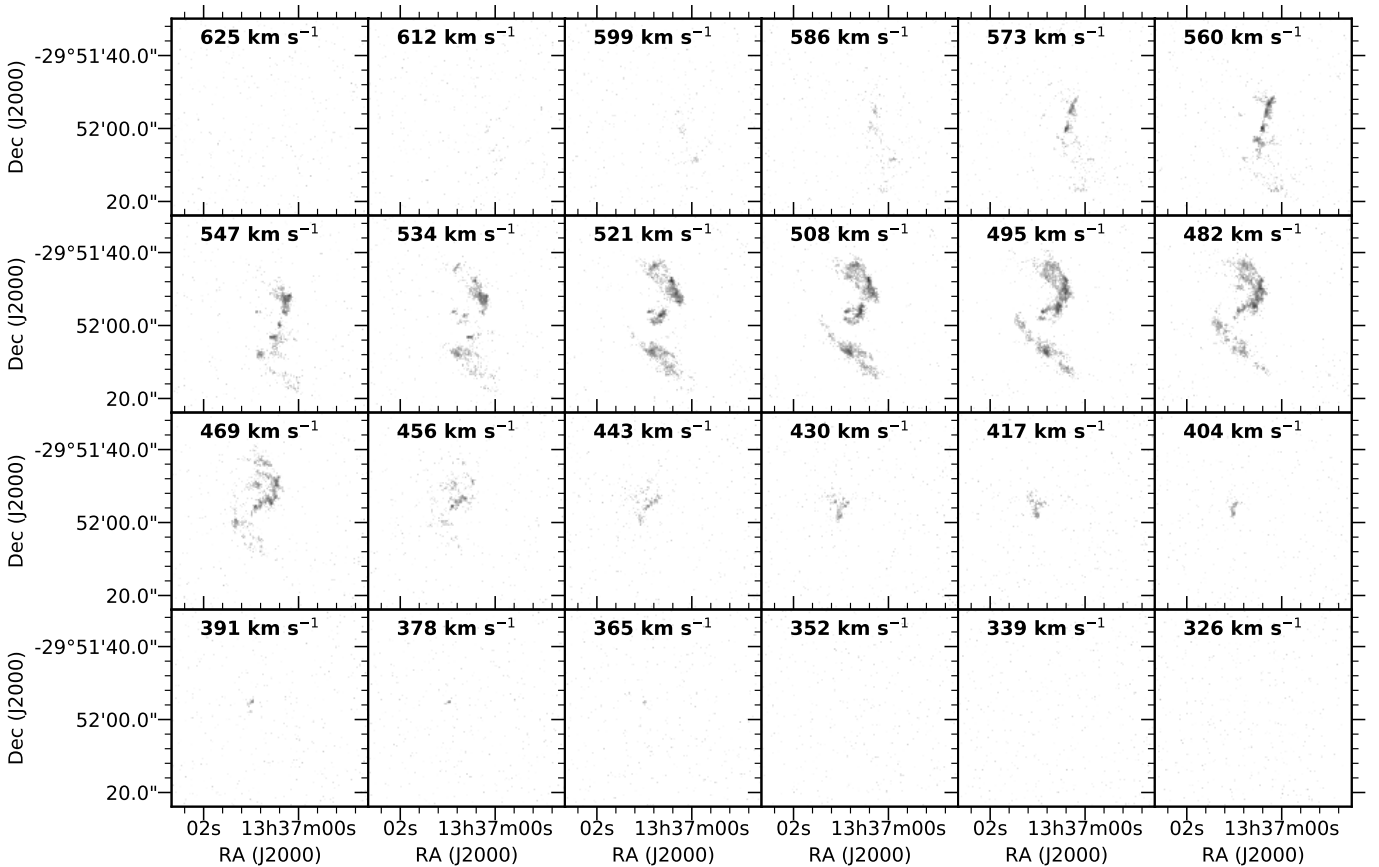 625 km s⁻¹ 612 km s⁻¹ 599 km s⁻¹ 586 km s⁻¹ 573 km s⁻¹ 560 km s⁻¹
-29°51'40.0"
Dec (J2000)
52'00.0"
20.0"
547 km s⁻¹ 534 km s⁻¹ 521 km s⁻¹ 508 km s⁻¹ 495 km s⁻¹ 482 km s⁻¹
-29°51'40.0"
Dec (J2000)
52'00.0"
20.0"
469 km s⁻¹ 456 km s⁻¹ 443 km s⁻¹ 430 km s⁻¹ 417 km s⁻¹ 404 km s⁻¹
-29°51'40.0"
Dec (J2000)
52'00.0"
20.0"
391 km s⁻¹ 378 km s⁻¹ 365 km s⁻¹ 352 km s⁻¹ 339 km s⁻¹ 326 km s⁻¹
-29°51'40.0"
Dec (J2000)
52'00.0"
20.0"
02s 13h37m00s 02s 13h37m00s 02s 13h37m00s 02s 13h37m00s 02s 13h37m00s 02s 13h37m00s
RA (J2000) RA (J2000) RA (J2000) RA (J2000) RA (J2000) RA (J2000)